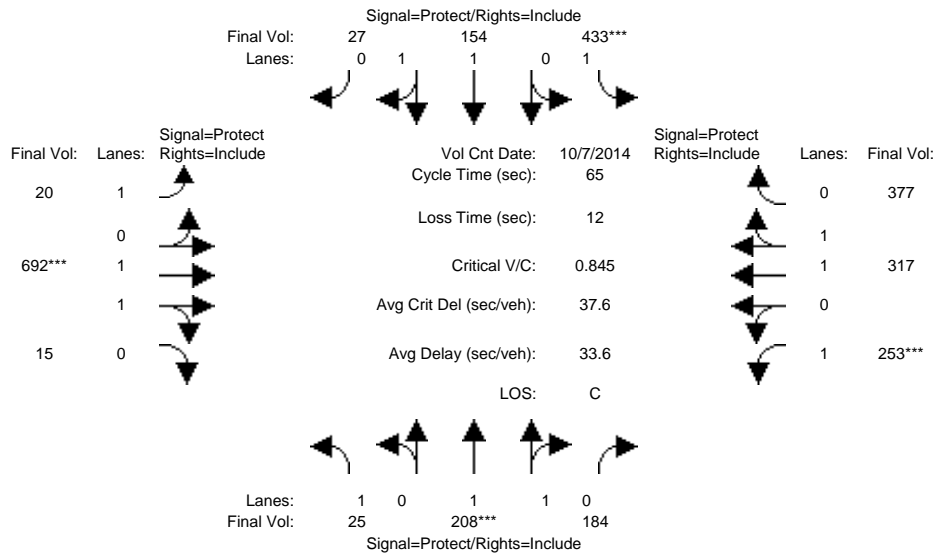 Signal=Protect/Rights=Include
Final Vol: 27 154 433***
Lanes: 0 1 1 0 1
Signal=Protect
Final Vol: Lanes: Rights=Include
Vol Cnt Date: 10/7/2014
Signal=Protect
Rights=Include Lanes: Final Vol:
Cycle Time (sec): 65
20 1
0 377
Loss Time (sec): 12
0
1
692*** 1
Critical V/C: 0.845
1 317
1
Avg Crit Del (sec/veh): 37.6
0
15 0
Avg Delay (sec/veh): 33.6
1 253***
LOS: C
Lanes: 1 0 1 1 0
Final Vol: 25 208*** 184
Signal=Protect/Rights=Include